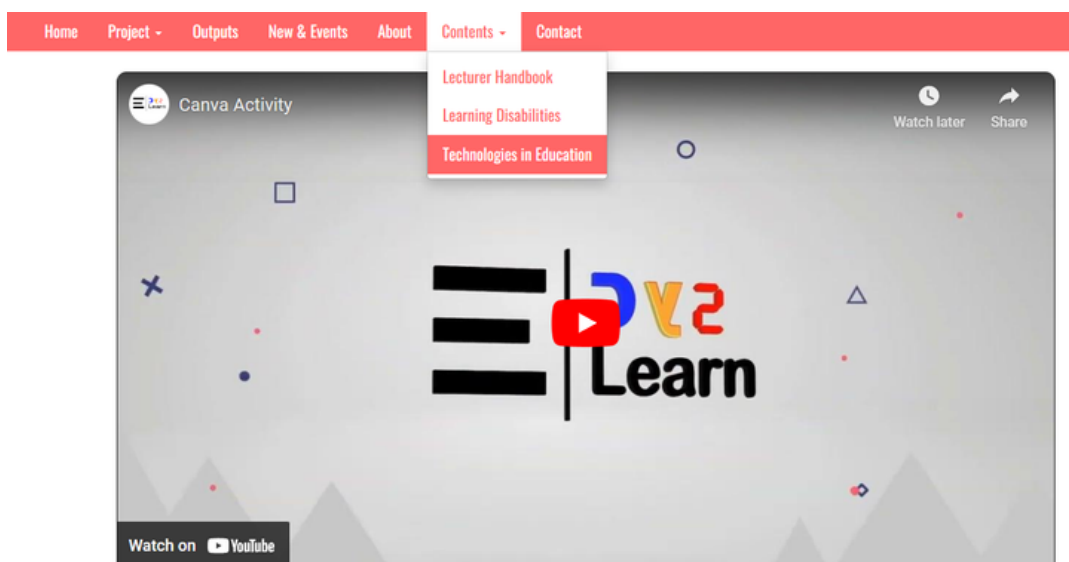 Home Project Outputs New & Events About Contents Contact
Lecturer Handbook
Learning Disabilities
Technologies in Education
Canva Activity
Watch later Share
Learn
Watch on YouTube